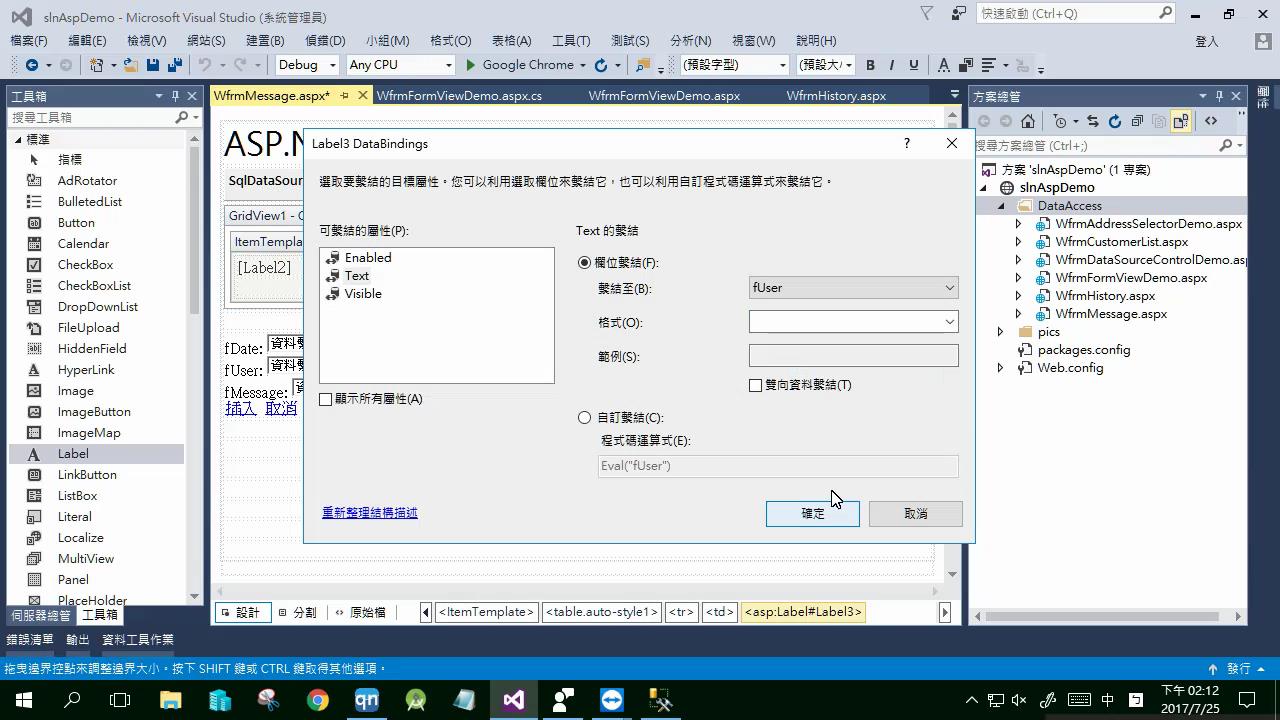 slnAspDemo - Microsoft Visual Studio (系統管理員)
快速啟動 (Ctrl+Q)
檔案(F) 編輯(E) 檢視(V) 網站(S) 建置(B) 偵錯(D) 小組(M) 格式(O) 表格(A) 工具(T) 測試(S) 分析(N) 視窗(W) 說明(H) 登入
Debug Any CPU Google Chrome (預設字型) (預設大/ B I U A
工具箱
搜尋工具箱
標準
指標
AdRotator
BulletedList
Button
Calendar
CheckBox
CheckBoxList
DropDownList
FileUpload
HiddenField
HyperLink
Image
ImageButton
ImageMap
Label
LinkButton
ListBox
Literal
Localize
MultiView
Panel
PlaceHolder
伺服器總管 工具箱
WfrmMessage.aspx* WfrmFormViewDemo.aspx.cs WfrmFormViewDemo.aspx WfrmHistory.aspx
ASP.N
SqlDataSour
GridView1 - C
ItemTempla
[Label2]
fDate: 資料繫
fUser: 資料繫
fMessage: 資
插入 取消
Label3 DataBindings
選取要繫結的目標屬性。您可以利用選取欄位來繫結它，也可以利用自訂程式碼運算式來繫結它。
可繫結的屬性(P):
Enabled
Text
Visible
顯示所有屬性(A)
重新整理結構描述
Text 的繫結
欄位繫結(F):
繫結至(B): fUser
格式(O):
範例(S):
雙向資料繫結(T)
自訂繫結(C):
程式碼運算式(E):
Eval("fUser")
確定 取消
設計 分割 原始檔 <ItemTemplate> <table.auto-style1> <tr> <td> <asp:Label#Label3>
方案總管
搜尋方案總管 (Ctrl+;)
方案 'slnAspDemo' (1 專案)
slnAspDemo
DataAccess
WfrmAddressSelectorDemo.aspx
WfrmCustomerList.aspx
WfrmDataSourceControlDemo.asp
WfrmFormViewDemo.aspx
WfrmHistory.aspx
WfrmMessage.aspx
pics
packages.config
Web.config
錯誤清單 輸出 資料工具作業
拖曳邊界控點來調整邊界大小。按下 SHIFT 鍵或 CTRL 鍵取得其他選項。
發行
qn
中
下午 02:12
2017/7/25